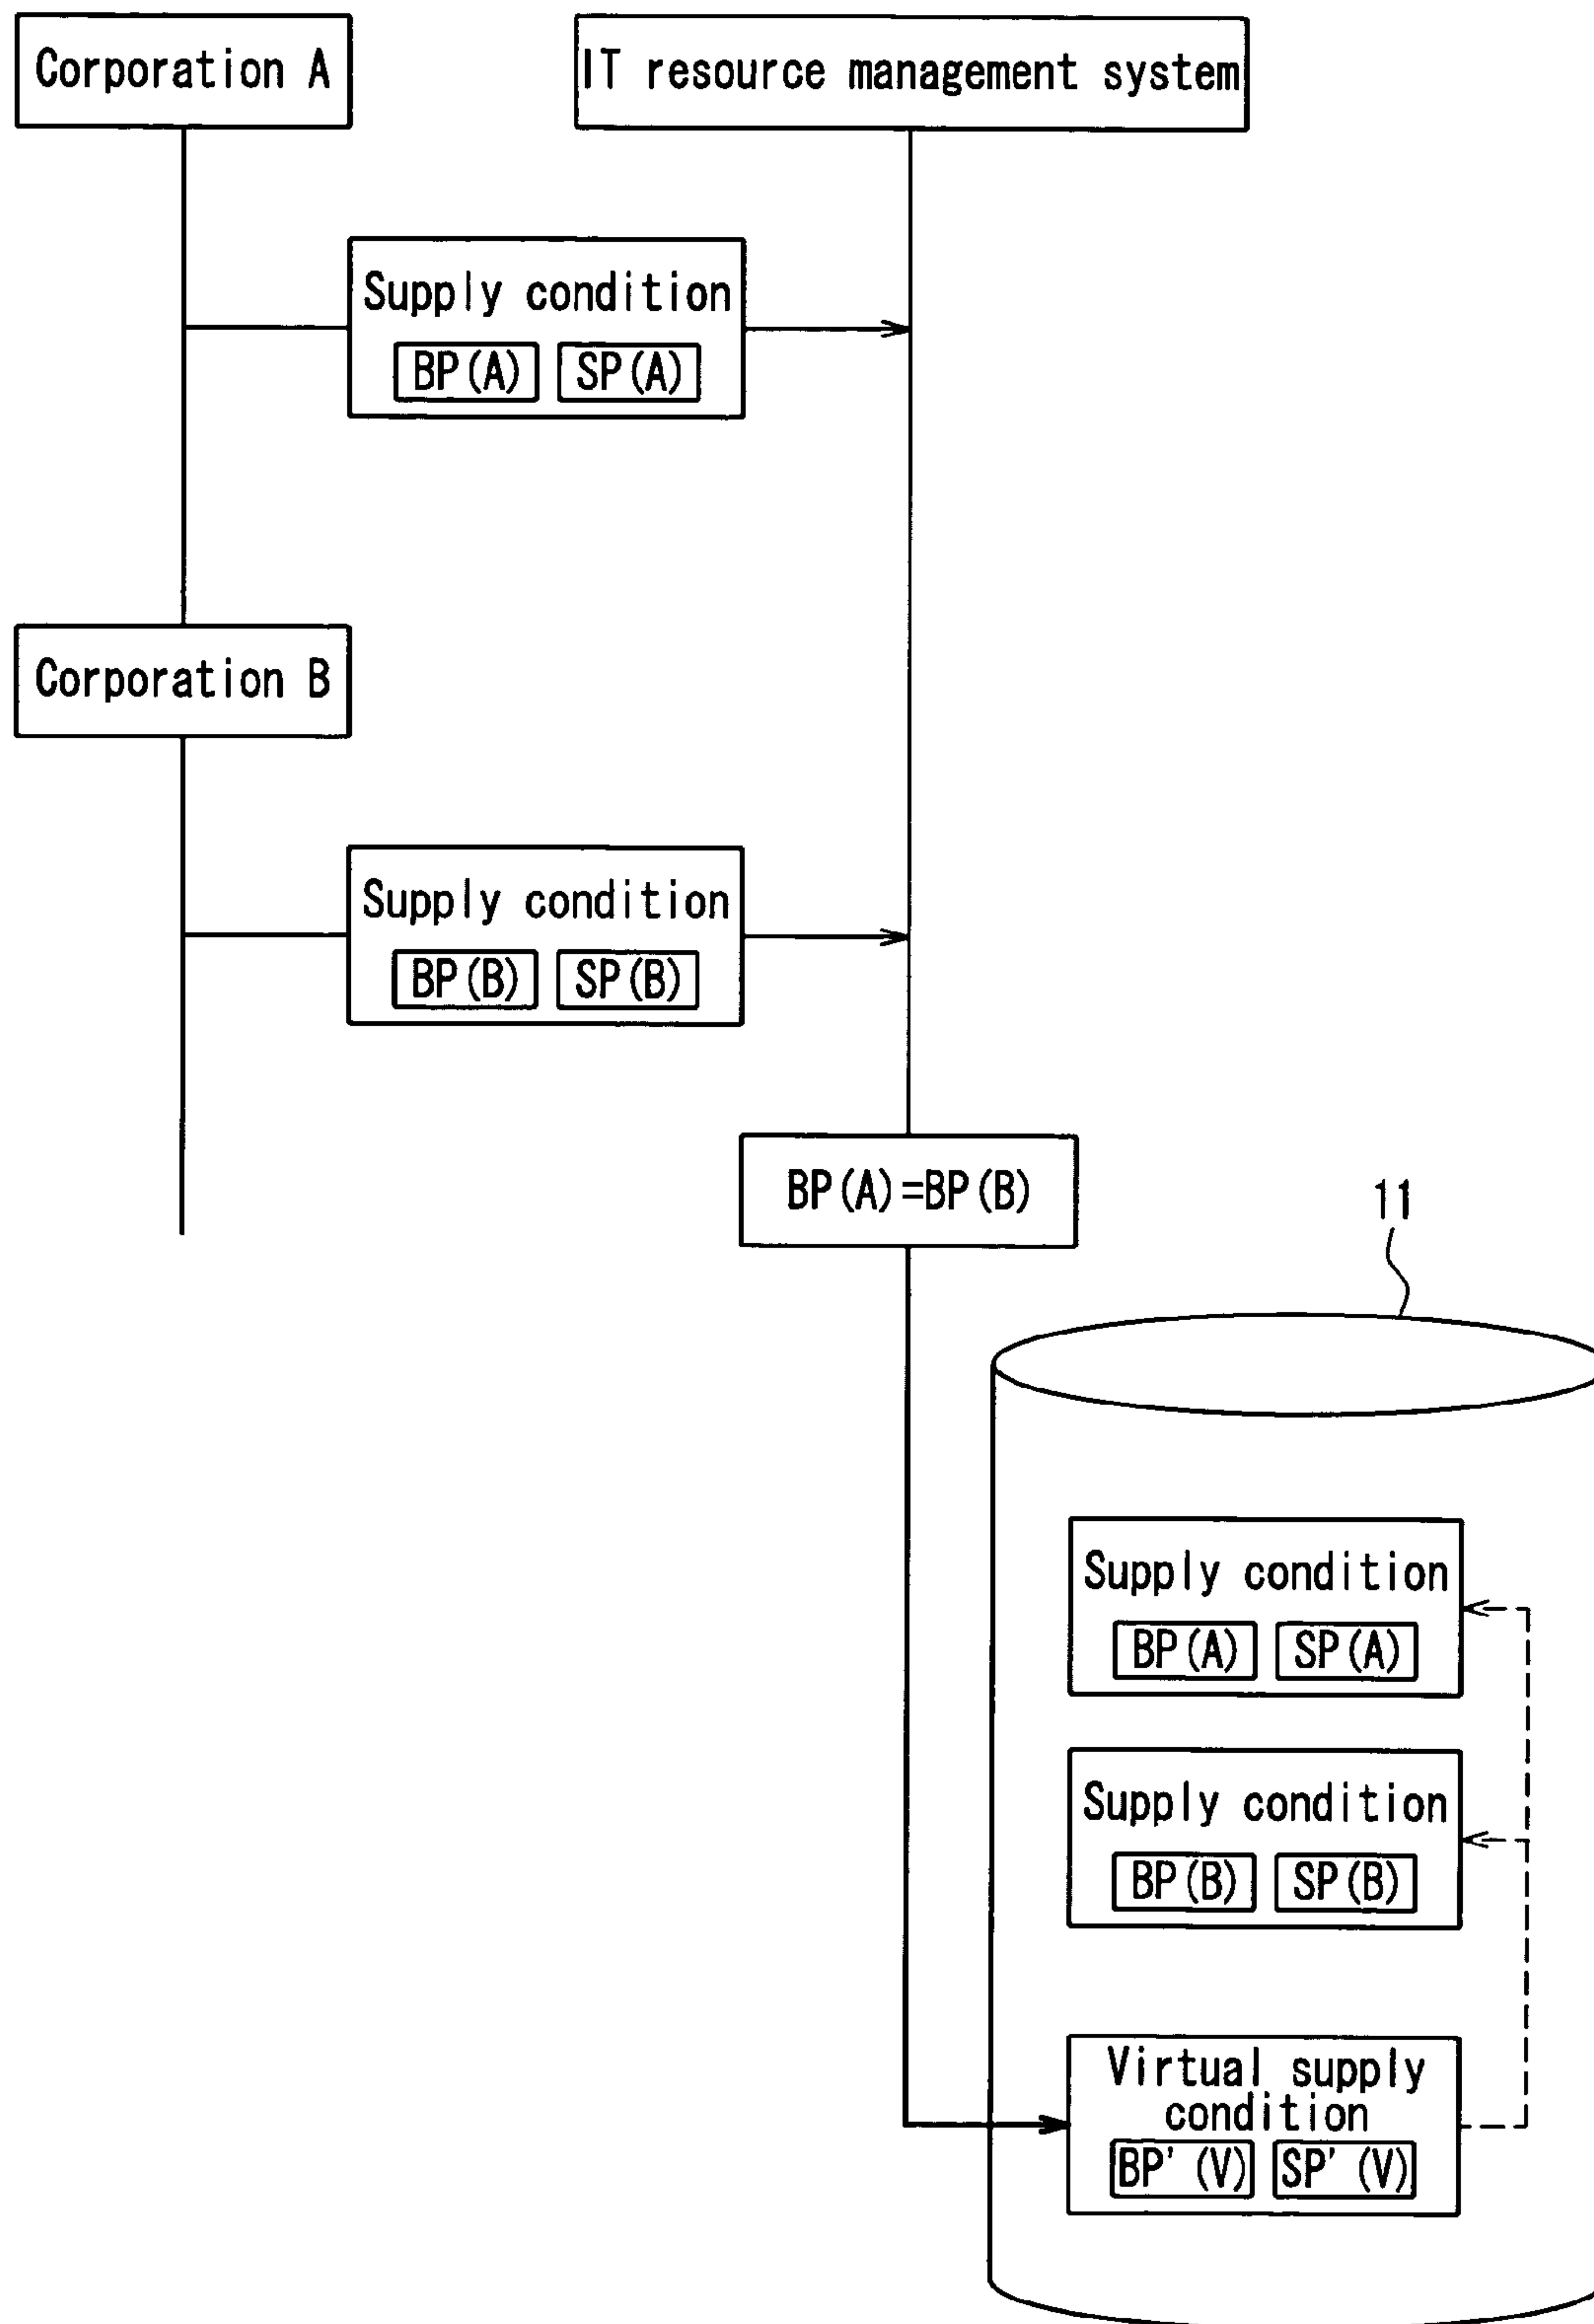 Corporation A
IT resource management system
Supply condition
BP(A) SP(A)
Corporation B
Supply condition
BP(B) SP(B)
BP(A)=BP(B)
11
Supply condition
BP(A) SP(A)
Supply condition
BP(B) SP(B)
Virtual supply
condition
BP'(V) SP'(V)